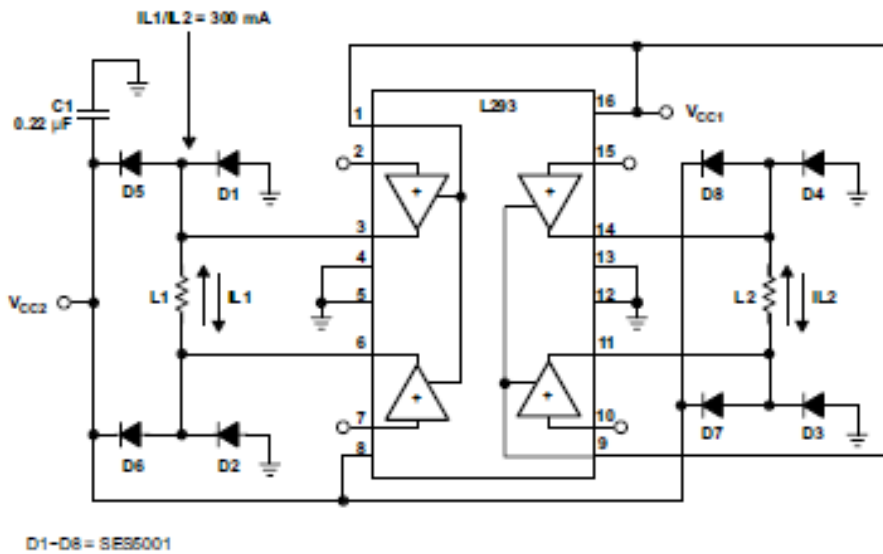 IL1/IL2 = 300 mA
C1
0.22 µF
L293
1
16
VCC1
2
15
D5
D1
D8
D4
3
14
4
13
VCC2
L1
IL1
5
12
L2
IL2
6
11
7
10
8
9
D6
D2
D7
D3
D1−D8 = SES5001